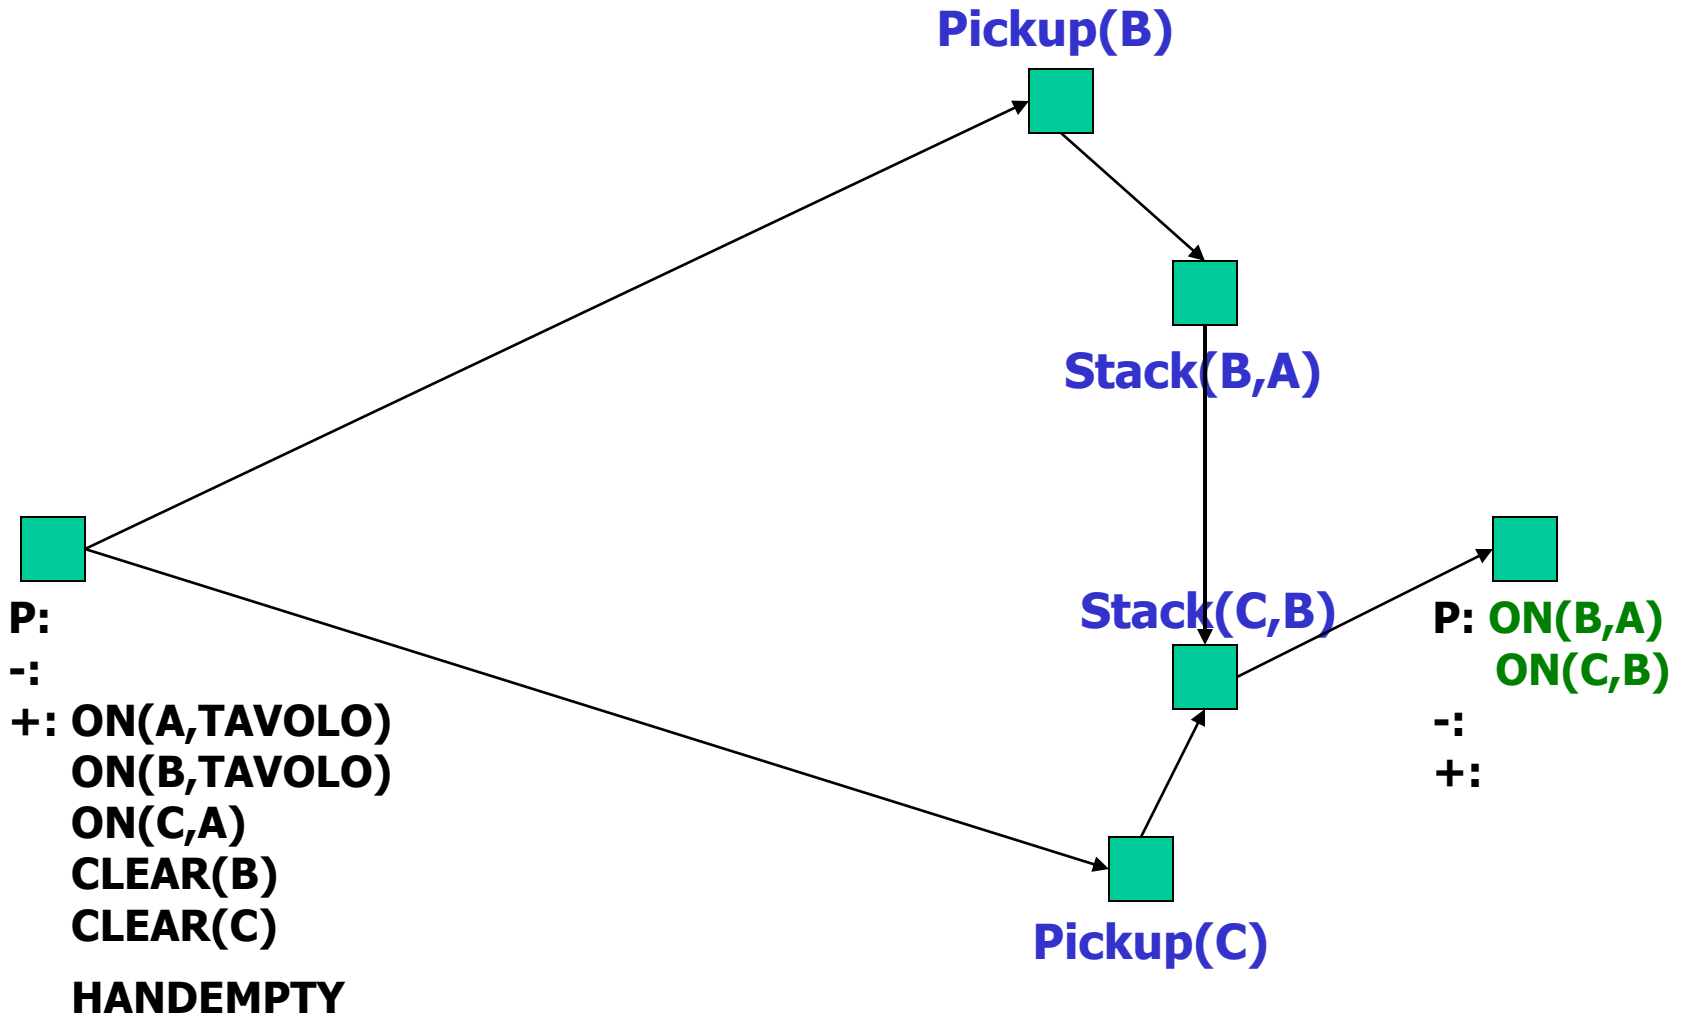 Pickup(B)
Stack(B,A)
Stack(C,B)
P:
-:
+: ON(A,TAVOLO)
ON(B,TAVOLO)
ON(C,A)
CLEAR(B)
CLEAR(C)
HANDEMPTY
P: ON(B,A)
ON(C,B)
-:
+:
Pickup(C)